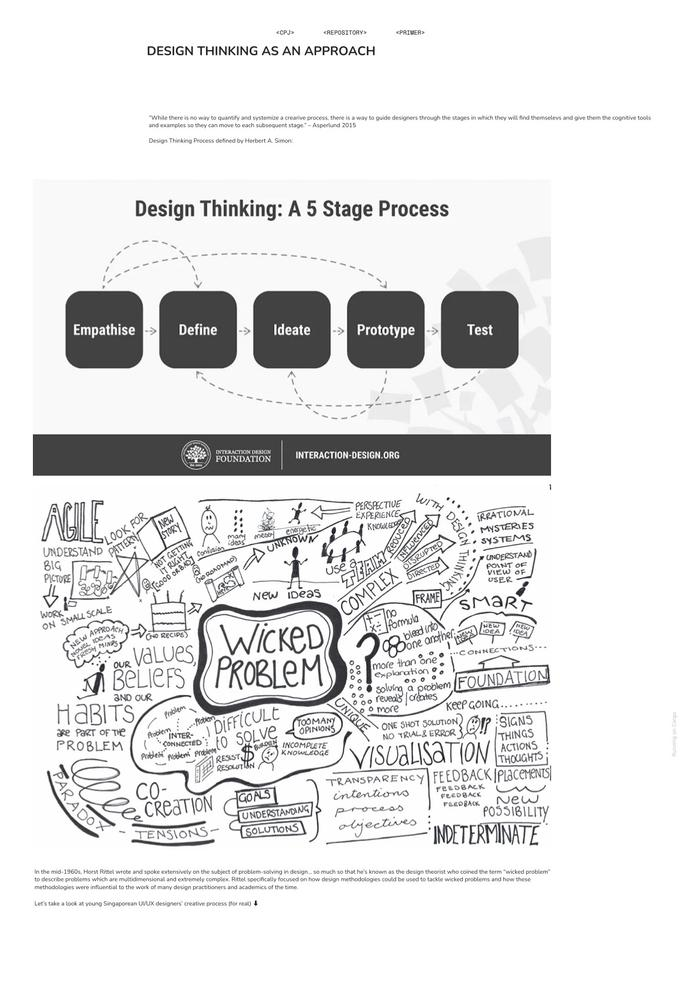 <CPJ> <REPOSITORY> <PRIMER>
DESIGN THINKING AS AN APPROACH
"While there is no way to quantify and systemize a crearive process, there is a way to guide designers through the stages in which they will find themselevs and give them the cognitive tools
and examples so they can move to each subsequent stage." – Asperlund 2015
Design Thinking Process defined by Herbert A. Simon:
Design Thinking: A 5 Stage Process
Empathise
Define
Ideate
Prototype
Test
INTERACTION DESIGN
FOUNDATION
INTERACTION-DESIGN.ORG
1
AGILE
UNDERSTAND
BIG
PICTURE
WORK
ON SMALL SCALE
LOOK FOR
PATTERN
NEW
STORY
NOT GETTING
IT RIGHT
(GOOD OR BAD)
confusion
many
ideas
messy
energetic
UNKNOWN
(NO ROADMAP)
NEW IDEAS
PERSPECTIVE
EXPERIENCE
KNOWLEDGE
use a
TEAM
COMPLEX
REDUCED
INFLUENCED
DISRUPTED
DIRECTED
WITH DESIGN THINKING
IRRATIONAL
MYSTERIES
SYSTEMS
UNDERSTAND
POINT OF
VIEW OF
USER
FRAME
SMART
NEW APPROACH
NOVEL IDEAS
FRESH MINDS
(NO RECIPE)
OUR VALUES,
BELIEFS
AND OUR
HABITS
ARE PART OF THE
PROBLEM
WICKED
PROBLEM
no
formula
bleed into
one another
more than one
explanation
solving a problem
reveals/creates
more
NEW
IDEA
NEW
IDEA
NEW
IDEA
CONNECTIONS
FOUNDATION
KEEP GOING
UNIQUE
ONE SHOT SOLUTION
NO TRIAL & ERROR
SIGNS
THINGS
ACTIONS
THOUGHTS
Problem
Problem
Problem
INTER-
CONNECTED
Problem
Problem
Problem
Problem
DIFFICULT
to SOLVE
$
BURDEN
RESIST
RESOLUTION
TOO MANY
OPINIONS
INCOMPLETE
KNOWLEDGE
VISUALISATION
TRANSPARENCY
intentions
process
objectives
FEEDBACK
FEEDBACK
FEEDBACK
FEEDBACK
PLACEMENTS
NEW
POSSIBILITY
INDETERMINATE
PARADOX
CO-
CREATION
TENSIONS
GOALS
UNDERSTANDING
SOLUTIONS
In the mid-1960s, Horst Rittel wrote and spoke extensively on the subject of problem-solving in design... so much so that he's known as the design theorist who coined the term "wicked problem"
to describe problems which are multidimensional and extremely complex. Rittel specifically focused on how design methodologies could be used to tackle wicked problems and how these
methodologies were influential to the work of many design practitioners and academics of the time.
Let's take a look at young Singaporean UI/UX designers' creative process (for real) ⬇
Running on Cargo